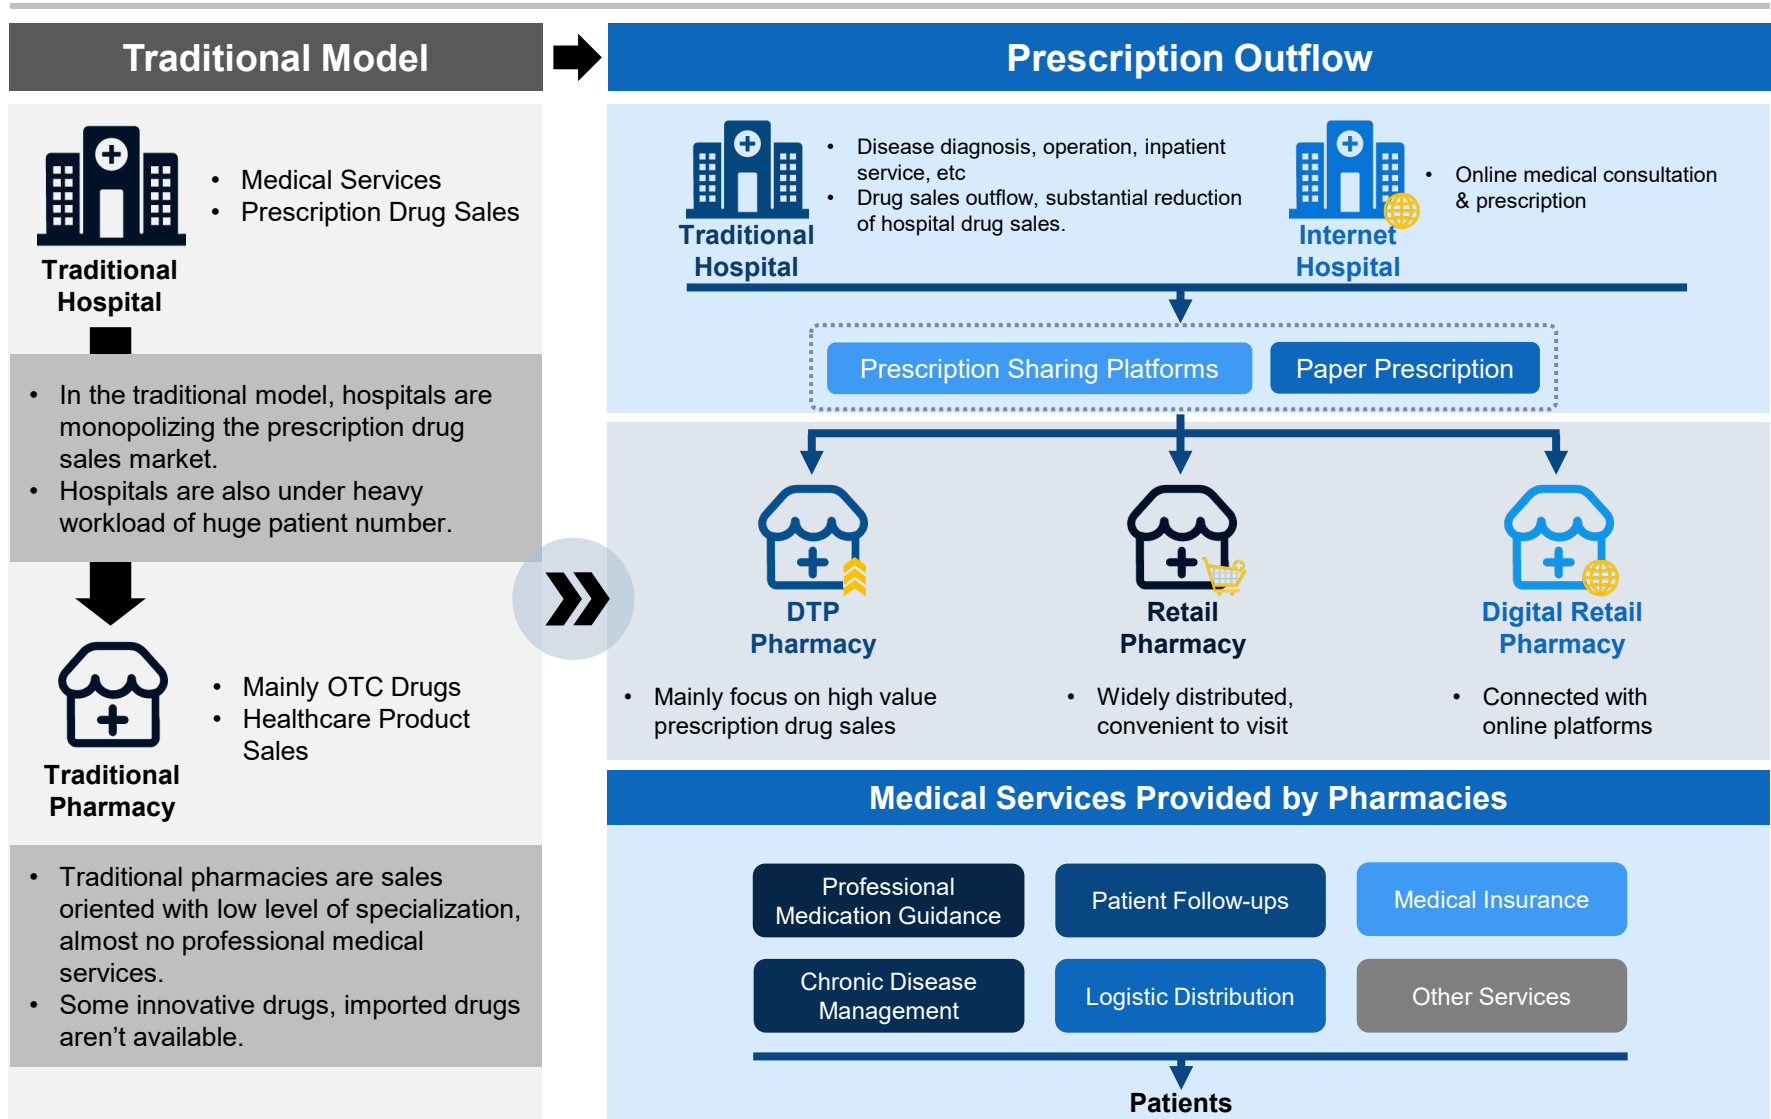 Traditional Model
Prescription Outflow
• Medical Services
• Prescription Drug Sales
Traditional
Hospital
• In the traditional model, hospitals are
monopolizing the prescription drug
sales market.
• Hospitals are also under heavy
workload of huge patient number.
• Mainly OTC Drugs
• Healthcare Product
Sales
Traditional
Pharmacy
• Traditional pharmacies are sales
oriented with low level of specialization,
almost no professional medical
services.
• Some innovative drugs, imported drugs
aren’t available.
• Disease diagnosis, operation, inpatient
service, etc
• Drug sales outflow, substantial reduction
of hospital drug sales.
Traditional
Hospital
• Online medical consultation
& prescription
Internet
Hospital
Prescription Sharing Platforms
Paper Prescription
DTP
Pharmacy
• Mainly focus on high value
prescription drug sales
Retail
Pharmacy
• Widely distributed,
convenient to visit
Digital Retail
Pharmacy
• Connected with
online platforms
Medical Services Provided by Pharmacies
Professional
Medication Guidance
Patient Follow-ups
Medical Insurance
Chronic Disease
Management
Logistic Distribution
Other Services
Patients